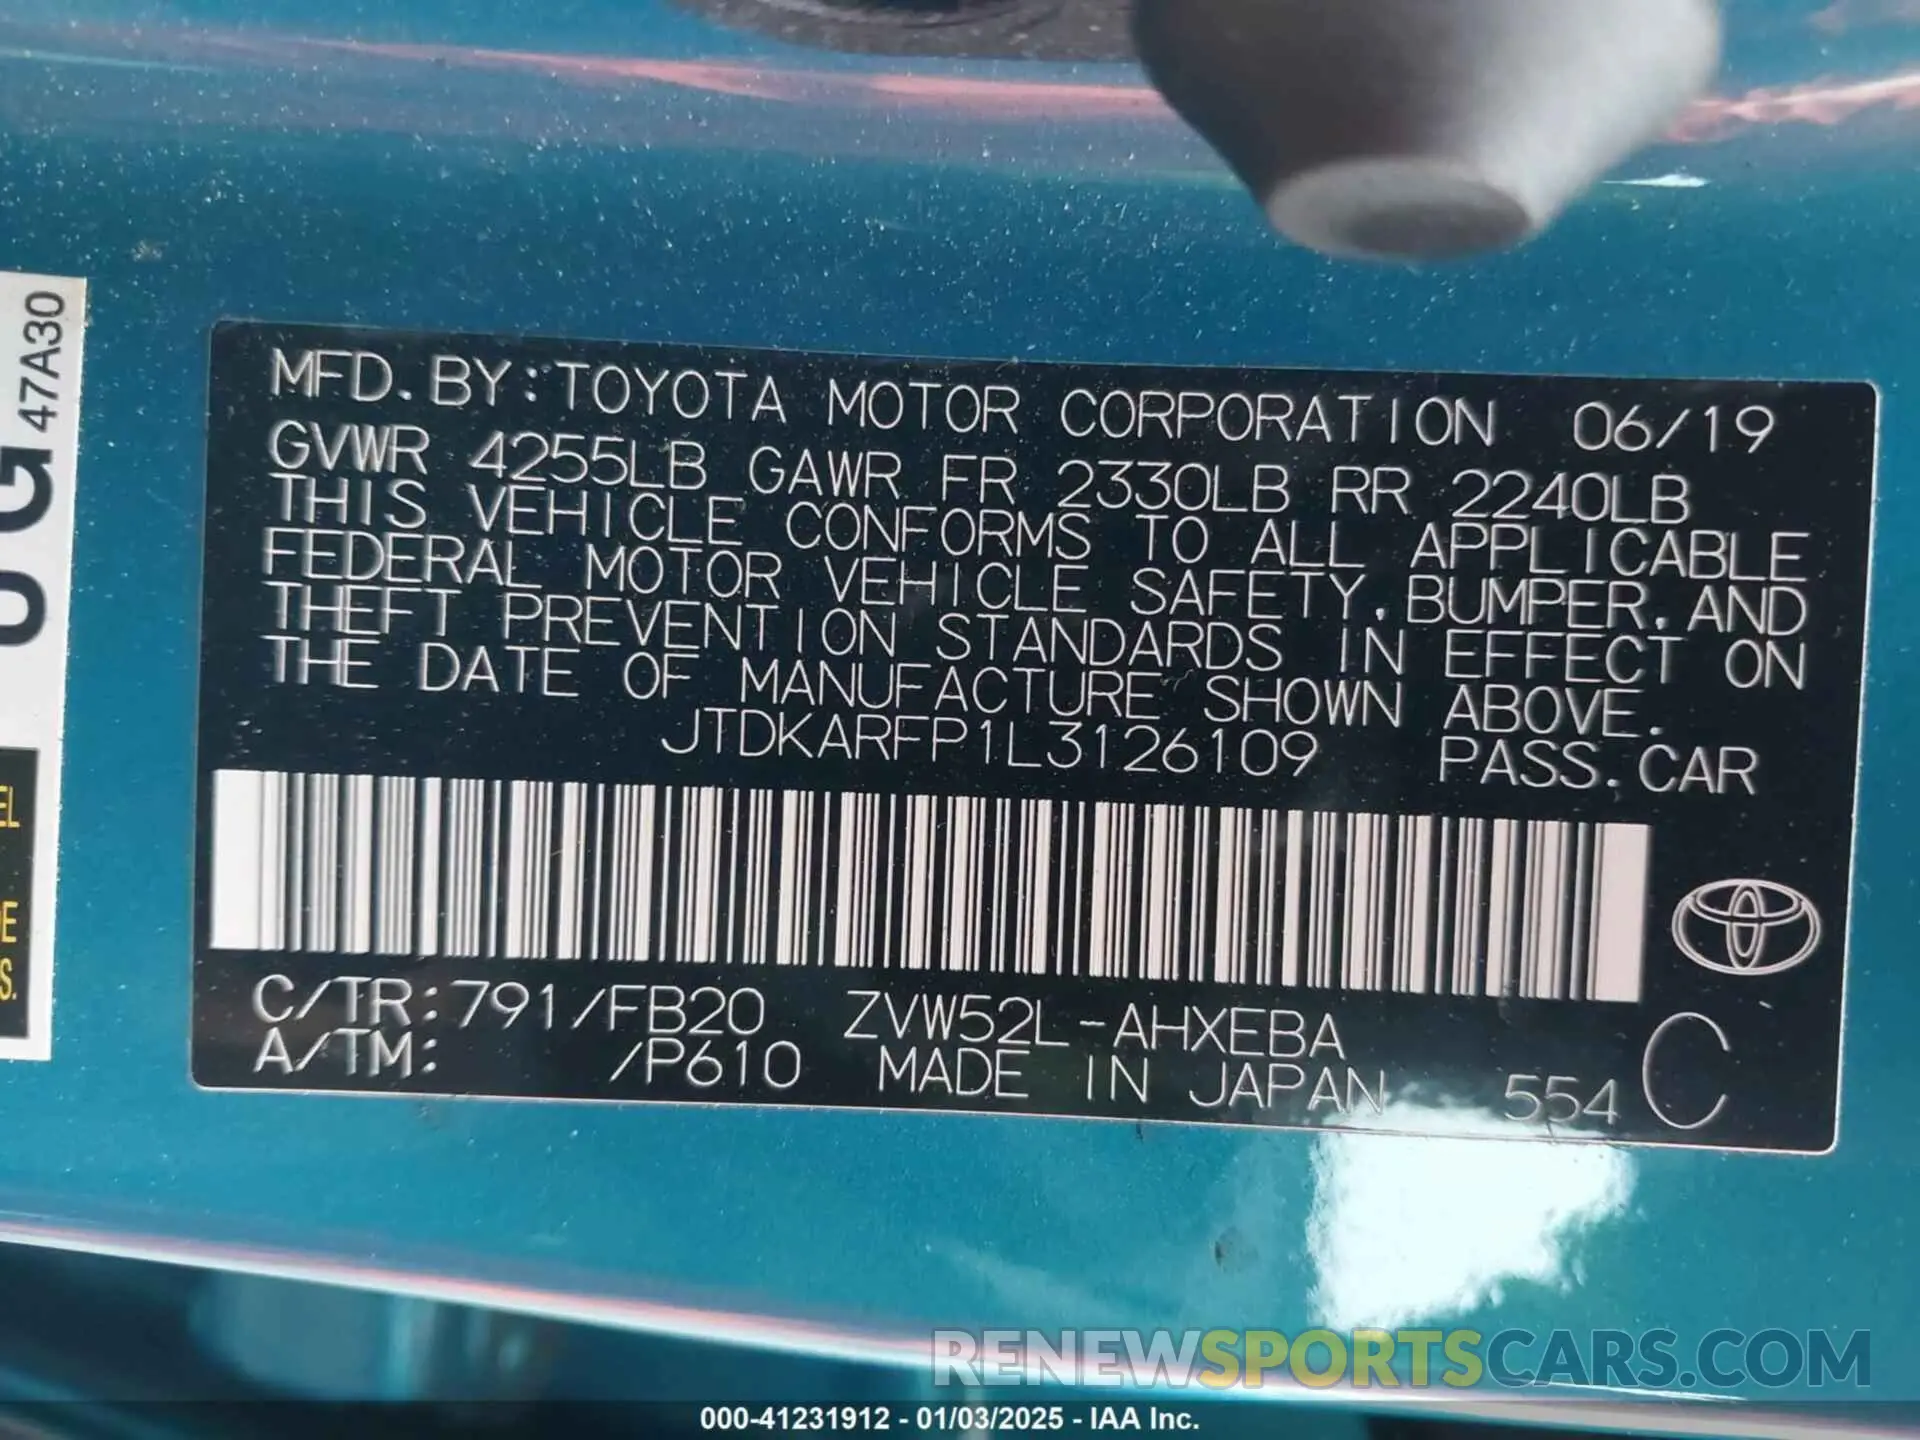 MFD. BY: TOYOTA MOTOR CORPORATION 06/19
GVWR 4255LB GAWR FR 2330LB RR 2240LB
THIS VEHICLE CONFORMS TO ALL APPLICABLE
FEDERAL MOTOR VEHICLE SAFETY, BUMPER, AND
THEFT PREVENTION STANDARDS IN EFFECT ON
THE DATE OF MANUFACTURE SHOWN ABOVE.
JTDKARFP1L3126109 PASS. CAR
C/TR: 791/FB20 ZVW52L-AHXEBA
A/TM: /P610 MADE IN JAPAN 554 C
47A30
RENEWSPORTSCARS.COM
000-41231912 - 01/03/2025 - IAA Inc.